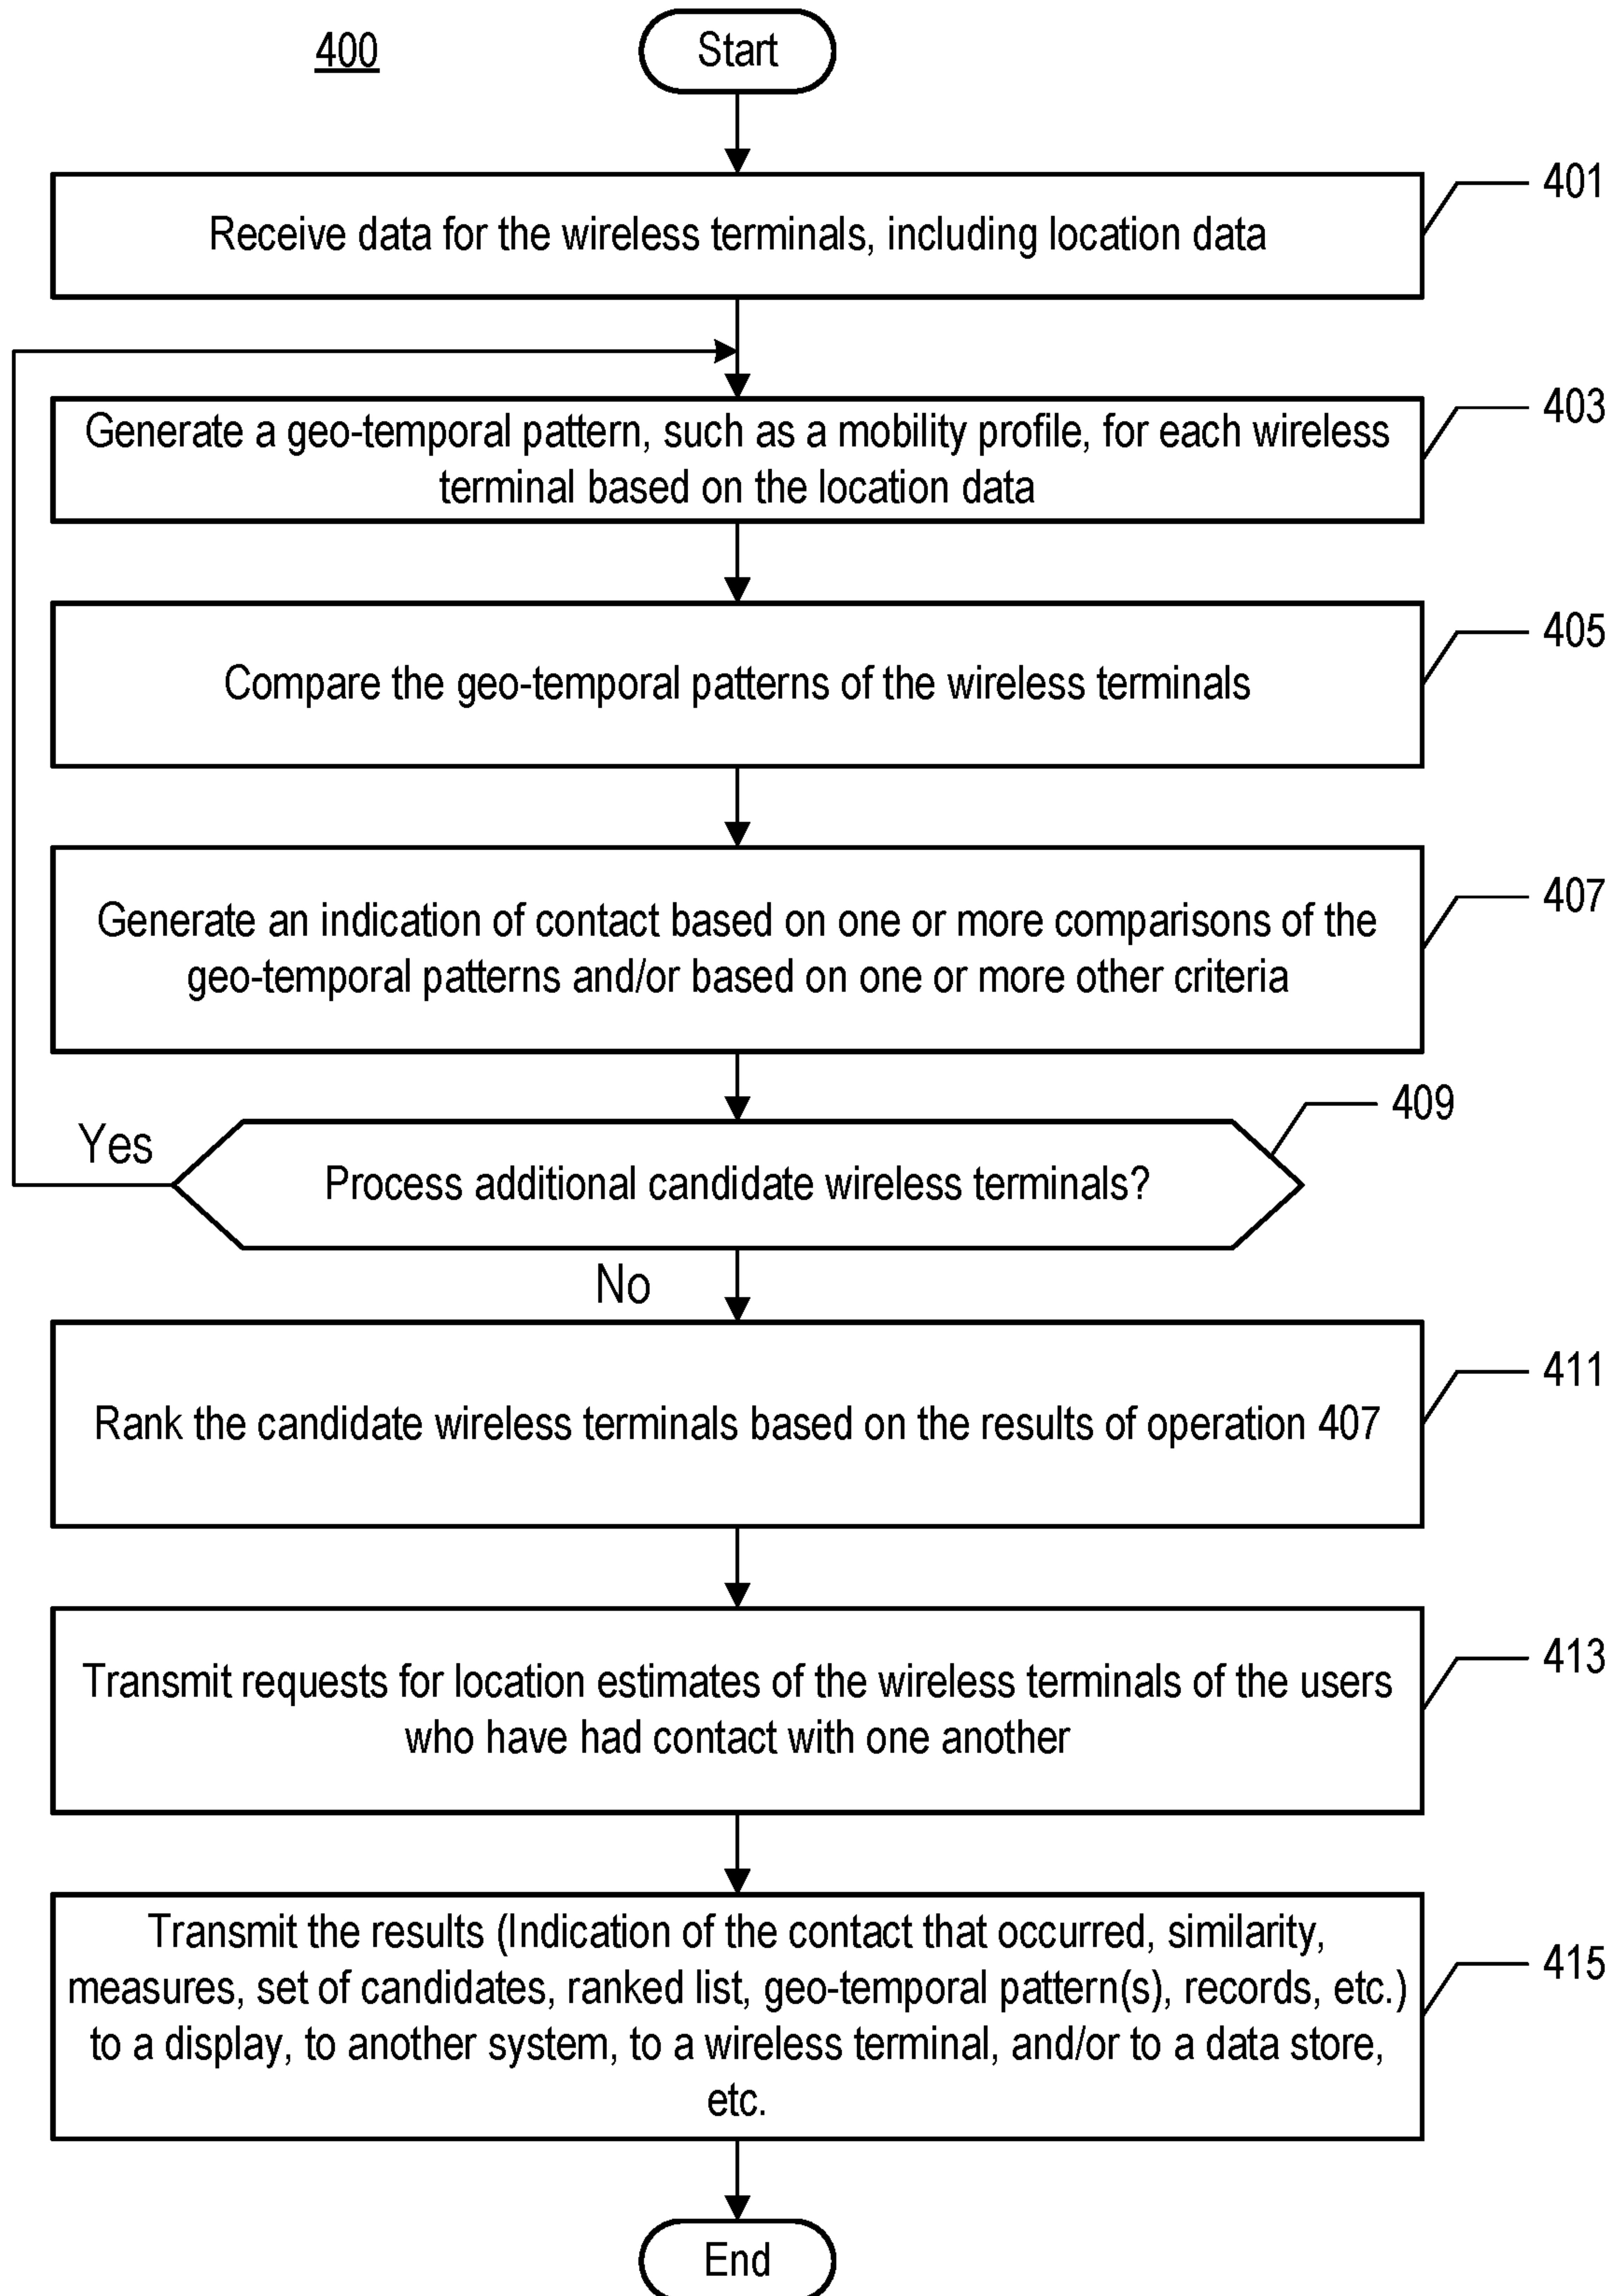 400
Start
401
Receive data for the wireless terminals, including location data
403
Generate a geo-temporal pattern, such as a mobility profile, for each wireless
terminal based on the location data
405
Compare the geo-temporal patterns of the wireless terminals
407
Generate an indication of contact based on one or more comparisons of the
geo-temporal patterns and/or based on one or more other criteria
409
Yes
Process additional candidate wireless terminals?
No
411
Rank the candidate wireless terminals based on the results of operation 407
413
Transmit requests for location estimates of the wireless terminals of the users
who have had contact with one another
415
Transmit the results (Indication of the contact that occurred, similarity,
measures, set of candidates, ranked list, geo-temporal pattern(s), records, etc.)
to a display, to another system, to a wireless terminal, and/or to a data store,
etc.
End